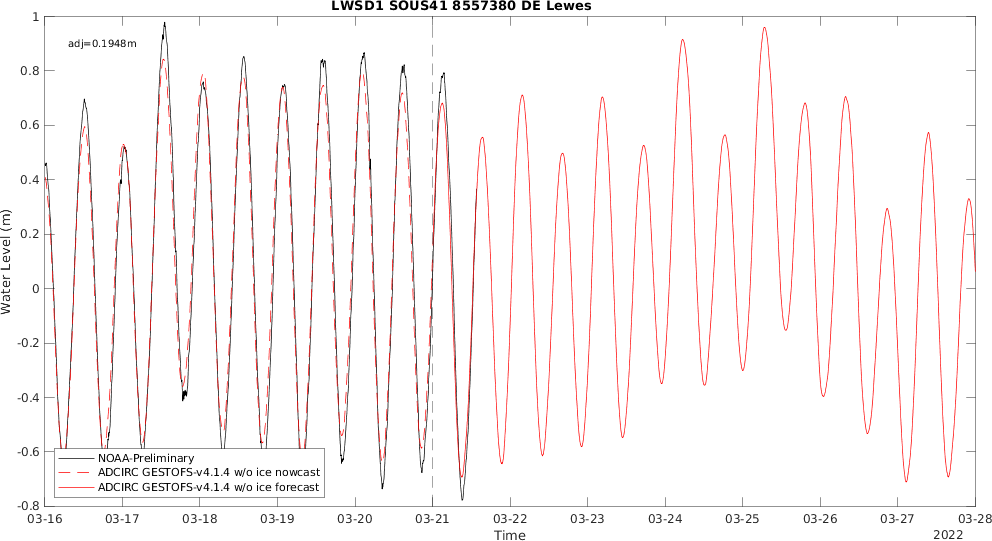 LWSD1 SOUS41 8557380 DE Lewes
adj=0.1948m
Water Level (m)
1
0.8
0.6
0.4
0.2
0
-0.2
-0.4
-0.6
-0.8
NOAA-Preliminary
ADCIRC GESTOFS-v4.1.4 w/o ice nowcast
ADCIRC GESTOFS-v4.1.4 w/o ice forecast
03-16 03-17 03-18 03-19 03-20 03-21 03-22 03-23 03-24 03-25 03-26 03-27 03-28
Time
2022